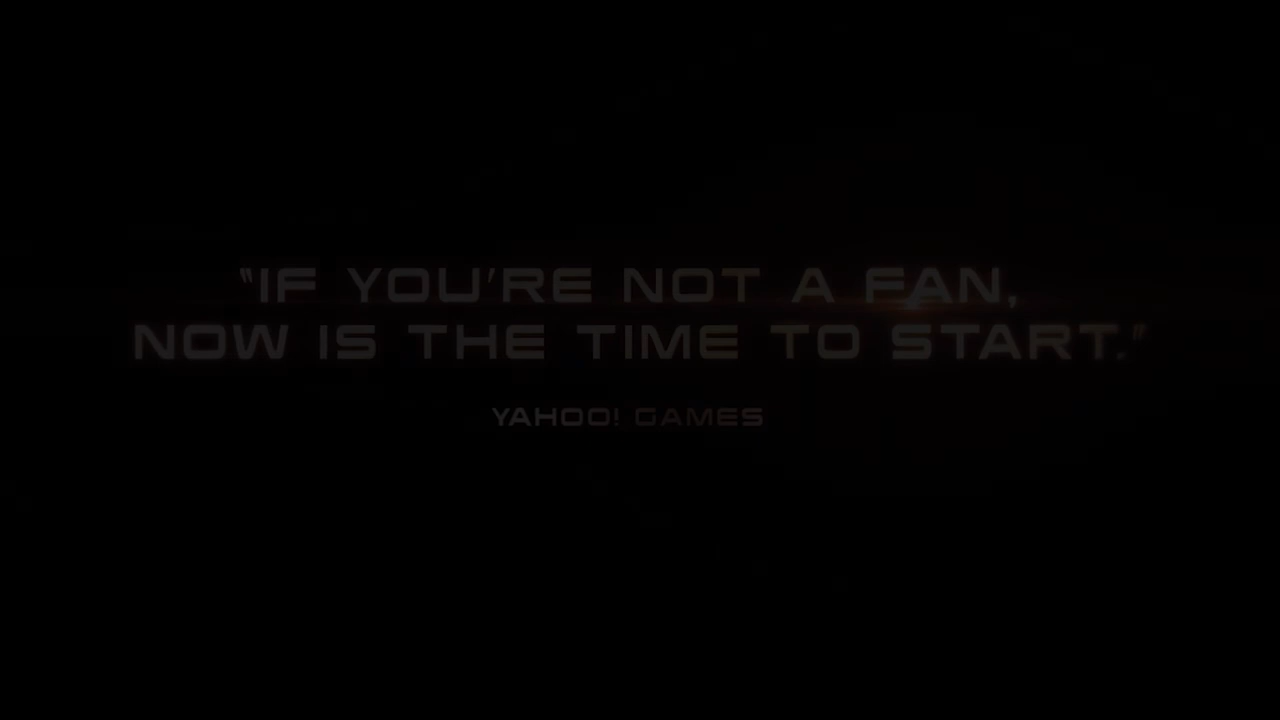 "IF YOU'RE NOT A FAN,
NOW IS THE TIME TO START."
YAHOO! GAMES